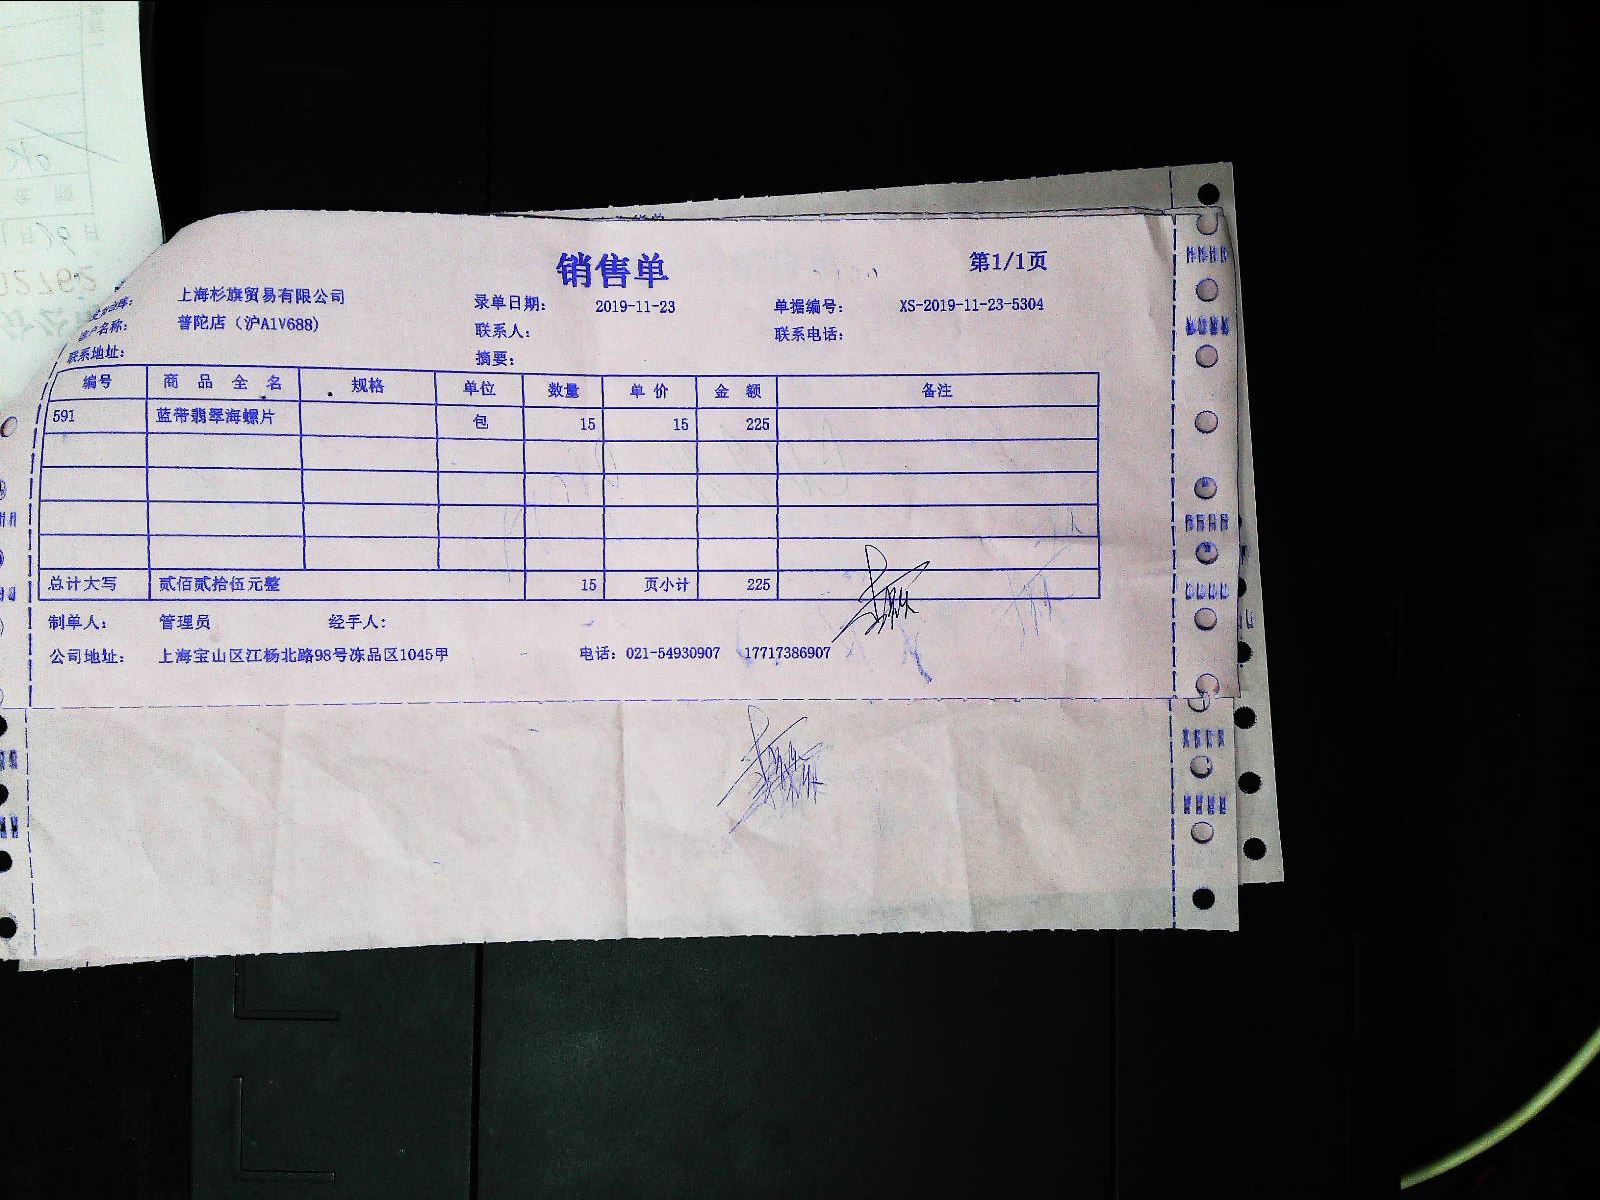 销售单
第1/1页
上海杉旗贸易有限公司 录单日期: 2019-11-23 单据编号: XS-2019-11-23-5304
客户名称: 普陀店（沪A1V688) 联系人: 联系电话:
联系地址: 摘要:
编号 商品全名 规格 单位 数量 单价 金额 备注
591 蓝带翡翠海螺片 包 15 15 225
总计大写 贰佰贰拾伍元整 15 页小计 225
制单人: 管理员 经手人:
公司地址: 上海宝山区江杨北路98号冻品区1045甲 电话: 021-54930907 17717386907